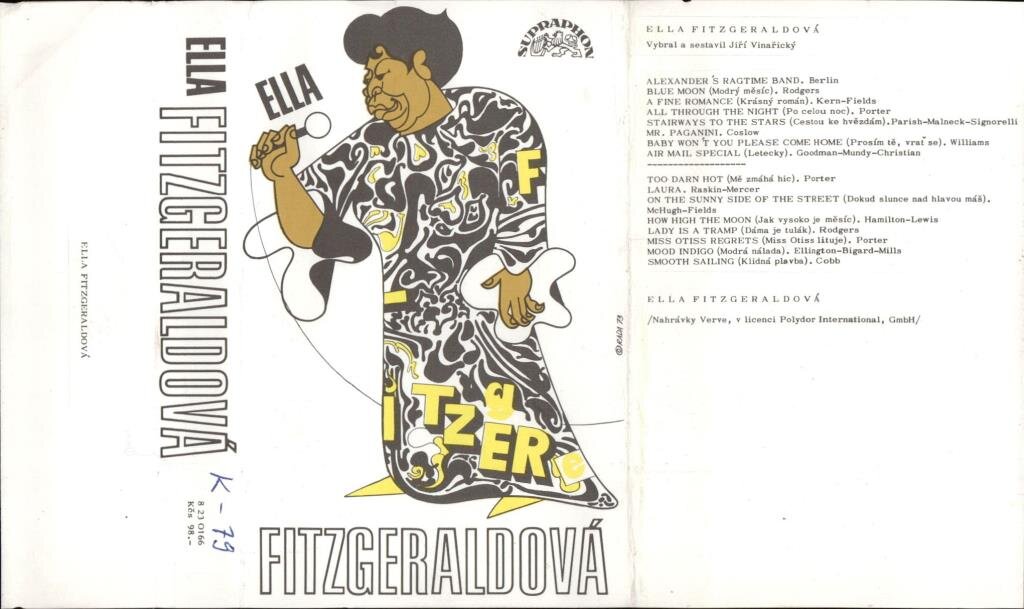 ELLA FITZGERALDOVÁ
ELLA FITZGERALDOVÁ
K-79
8 23 0166
Kčs 98.-
SUPRAPHON
ELLA
F
i TZgERe
FITZGERALDOVÁ
ELLA FITZGERALDOVÁ
Vybral a sestavil Jiří Vinařický
ALEXANDER'S RAGTIME BAND. Berlin
BLUE MOON (Modrý měsíc). Rodgers
A FINE ROMANCE (Krásný román). Kern-Fields
ALL THROUGH THE NIGHT (Po celou noc). Porter
STAIRWAYS TO THE STARS (Cestou ke hvězdám).Parish-Malneck-Signorelli
MR. PAGANINI. Coslow
BABY WON'T YOU PLEASE COME HOME (Prosím tě, vrať se). Williams
AIR MAIL SPECIAL (Letecky). Goodman-Mundy-Christian
--------------------
TOO DARN HOT (Mě zmáhá hic). Porter
LAURA. Raskin-Mercer
ON THE SUNNY SIDE OF THE STREET (Dokud slunce nad hlavou máš).
McHugh-Fields
HOW HIGH THE MOON (Jak vysoko je měsíc). Hamilton-Lewis
LADY IS A TRAMP (Dáma je tulák). Rodgers
MISS OTISS REGRETS (Miss Otiss lituje). Porter
MOOD INDIGO (Modrá nálada). Ellington-Bigard-Mills
SMOOTH SAILING (Klidná plavba). Cobb
ELLA FITZGERALDOVÁ
/Nahrávky Verve, v licenci Polydor International, GmbH/